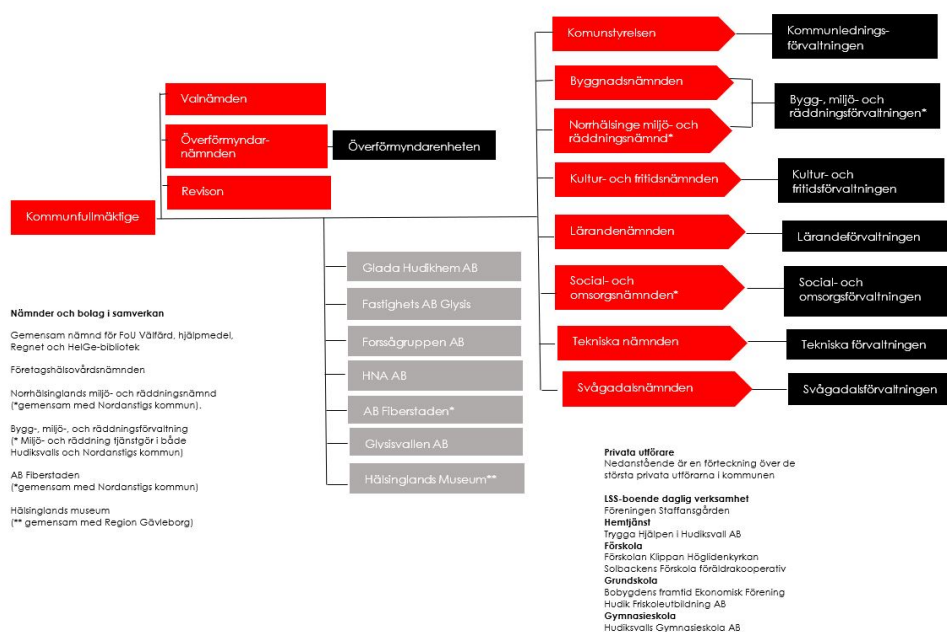 Kommunfullmäktige
Valnämden
Överförmyndar-
nämnden
Revison
Överförmyndarenheten
Glada Hudikhem AB
Fastighets AB Glysis
Forssågruppen AB
HNA AB
AB Fiberstaden*
Glysisvallen AB
Hälsinglands Museum**
Komunstyrelsen
Byggnadsnämnden
Norrhälsinge miljö- och
räddningsnämnd*
Kultur- och fritidsnämnden
Lärandenämnden
Social- och
omsorgsnämnden*
Tekniska nämnden
Svågadalsnämnden
Kommunlednings-
förvaltningen
Bygg-, miljö- och
räddningsförvaltningen*
Kultur- och
fritidsförvaltningen
Lärandeförvaltningen
Social- och
omsorgsförvaltningen
Tekniska förvaltningen
Svågadalsförvaltningen
Nämnder och bolag i samverkan
Gemensam nämnd för FoU Välfärd, hjälpmedel,
Regnet och HelGe-bibliotek
Företagshälsovårdsnämnden
Norrhälsinglands miljö- och räddningsnämnd
(*gemensam med Nordanstigs kommun),
Bygg-, miljö-, och räddningsförvaltning
(* Miljö- och räddning tjänstgör i både
Hudiksvalls och Nordanstigs kommun)
AB Fiberstaden
(*gemensam med Nordanstigs kommun)
Hälsinglands museum
(** gemensam med Region Gävleborg)
Privata utförare
Nedanstående är en förteckning över de
största privata utförarna i kommunen
LSS-boende daglig verksamhet
Föreningen Staffansgården
Hemtjänst
Trygga Hjälpen i Hudiksvall AB
Förskola
Förskolan Klippan Höglidenkyrkan
Solbackens Förskola föräldrakooperativ
Grundskola
Bobygdens framtid Ekonomisk Förening
Hudik Friskoleutbildning AB
Gymnasieskola
Hudiksvalls Gymnasieskola AB